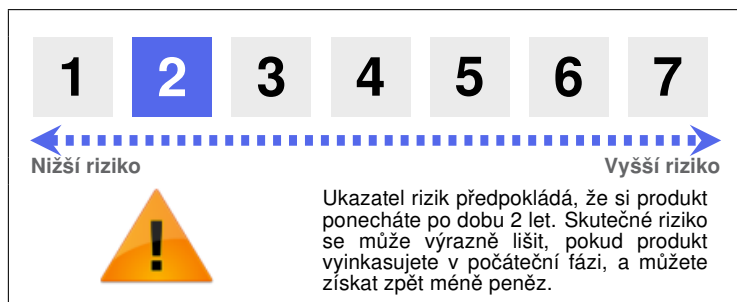 1 2 3 4 5 6 7
Nižší riziko Vyšší riziko
Ukazatel rizik předpokládá, že si produkt
ponecháte po dobu 2 let. Skutečné riziko
se může výrazně lišit, pokud produkt
vyinkasujete v počáteční fázi, a můžete
získat zpět méně peněz.